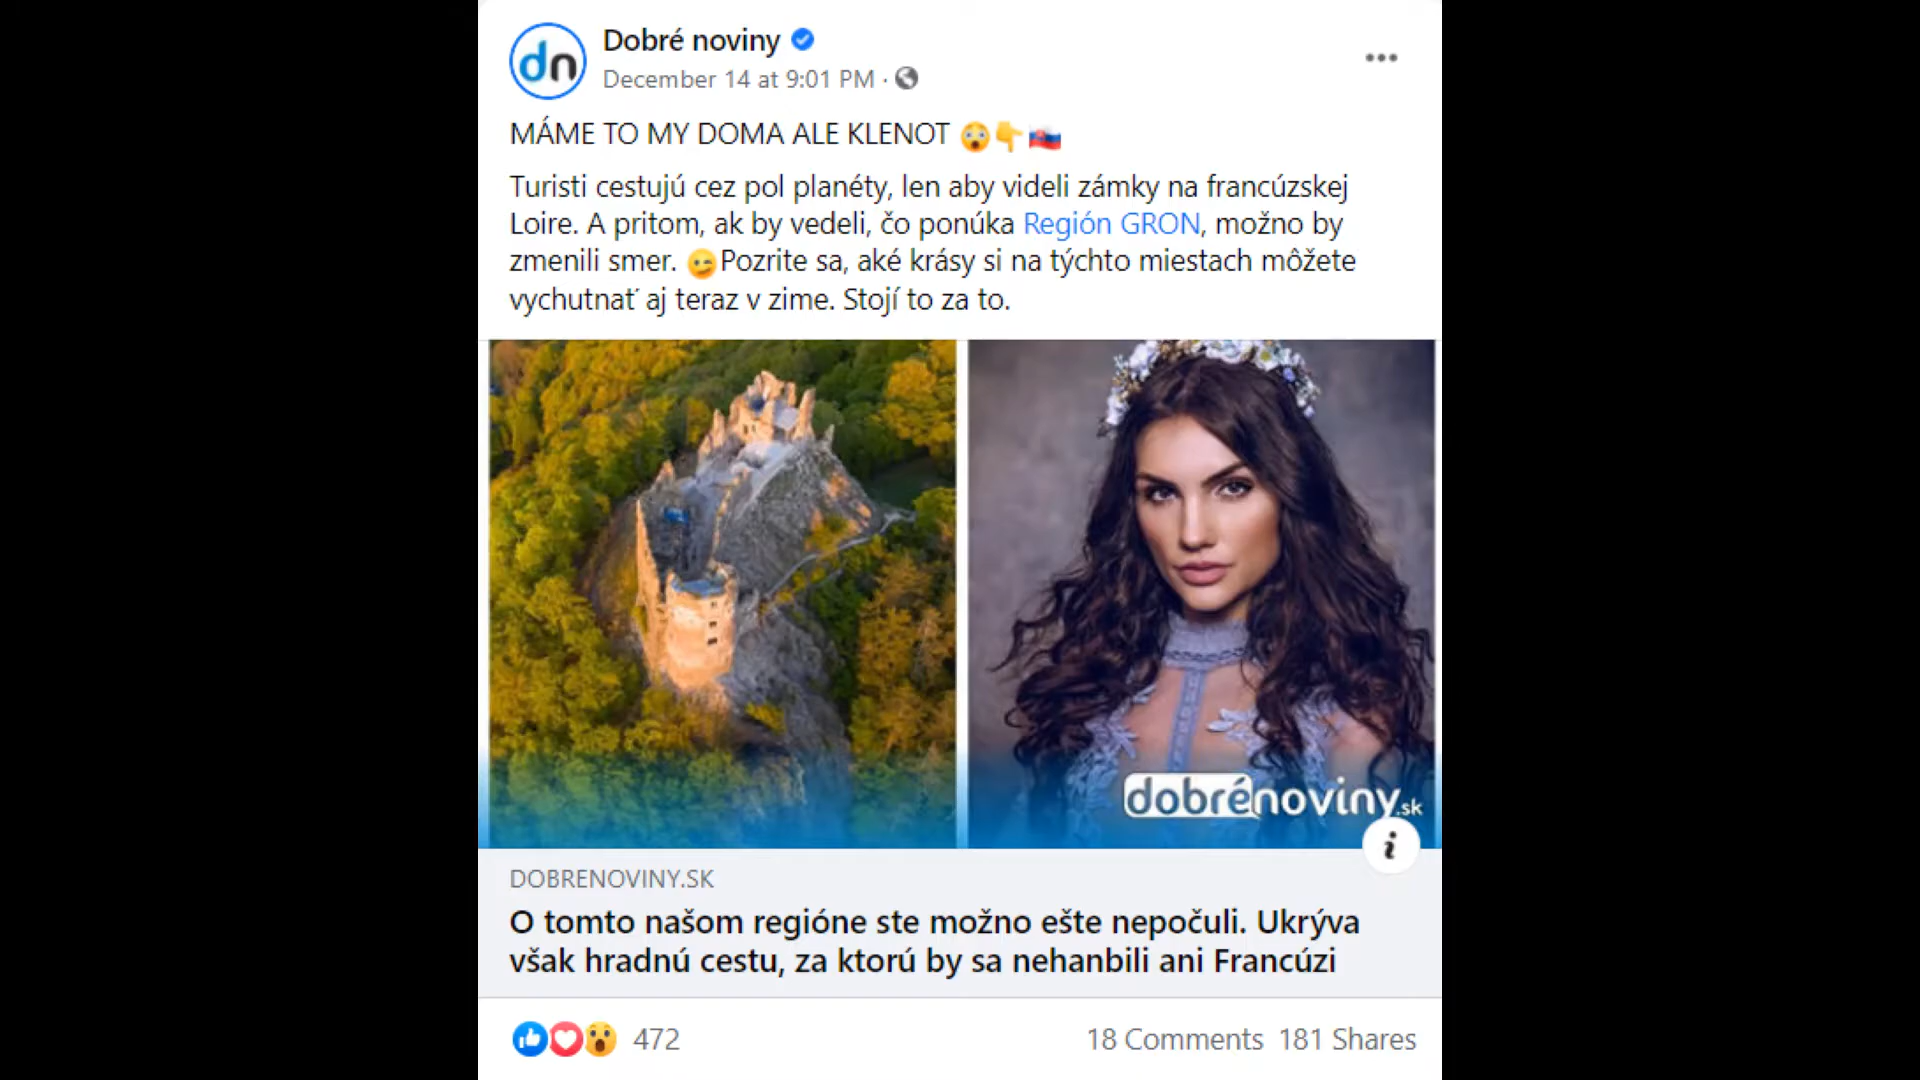 dn
Dobré noviny
December 14 at 9:01 PM ·
MÁME TO MY DOMA ALE KLENOT 😲👇🇸🇰
Turisti cestujú cez pol planéty, len aby videli zámky na francúzskej
Loire. A pritom, ak by vedeli, čo ponúka Región GRON, možno by
zmenili smer. 😉Pozrite sa, aké krásy si na týchto miestach môžete
vychutnať aj teraz v zime. Stojí to za to.
dobrénoviny.sk
i
DOBRENOVINY.SK
O tomto našom regióne ste možno ešte nepočuli. Ukrýva
však hradnú cestu, za ktorú by sa nehanbili ani Francúzi
472
18 Comments 181 Shares